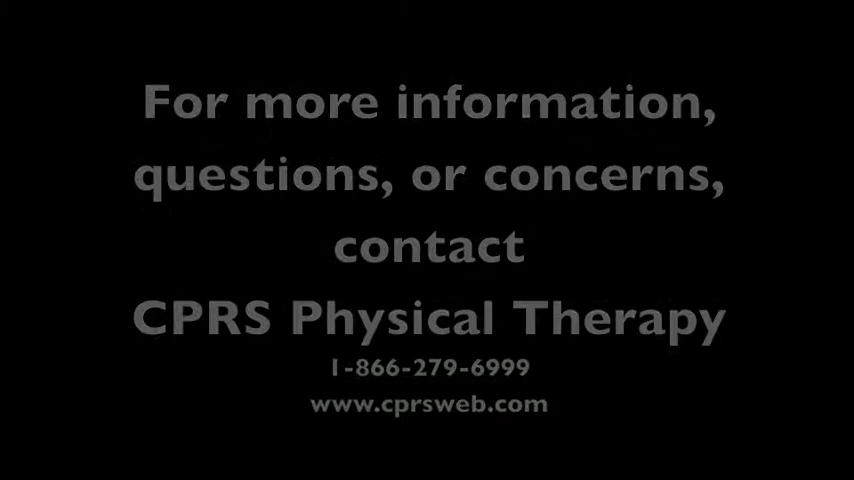 For more information,
questions, or concerns,
contact
CPRS Physical Therapy
1-866-279-6999
www.cprsweb.com